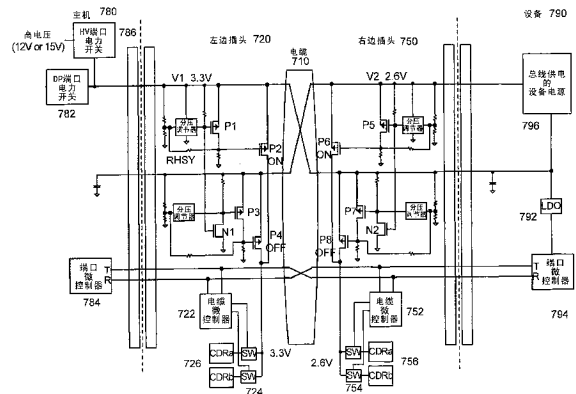 主机 780
设备 790
高电压
(12V or 15V)
HV端口
电力
开关
786
左边插头 720
电缆
710
右边插头 750
DP端口
电力
开关
782
V1 3.3V
V2 2.6V
总线供电
的
设备电源
796
分压
调节器
P1
P5
分压
调节器
RHSY
P2
ON
P6
ON
分压
调节器
P3
P7
分压
调节器
N1
P4
OFF
P8
OFF
N2
LDO
792
端口
微
控制器
784
T
R
T
R
端口
微
控制器
794
722
电缆
微
控制器
电缆
微
控制器
752
726
CDRa
SW
3.3V
2.6V
SW
CDRa
756
CDRb
SW
724
754
SW
CDRb